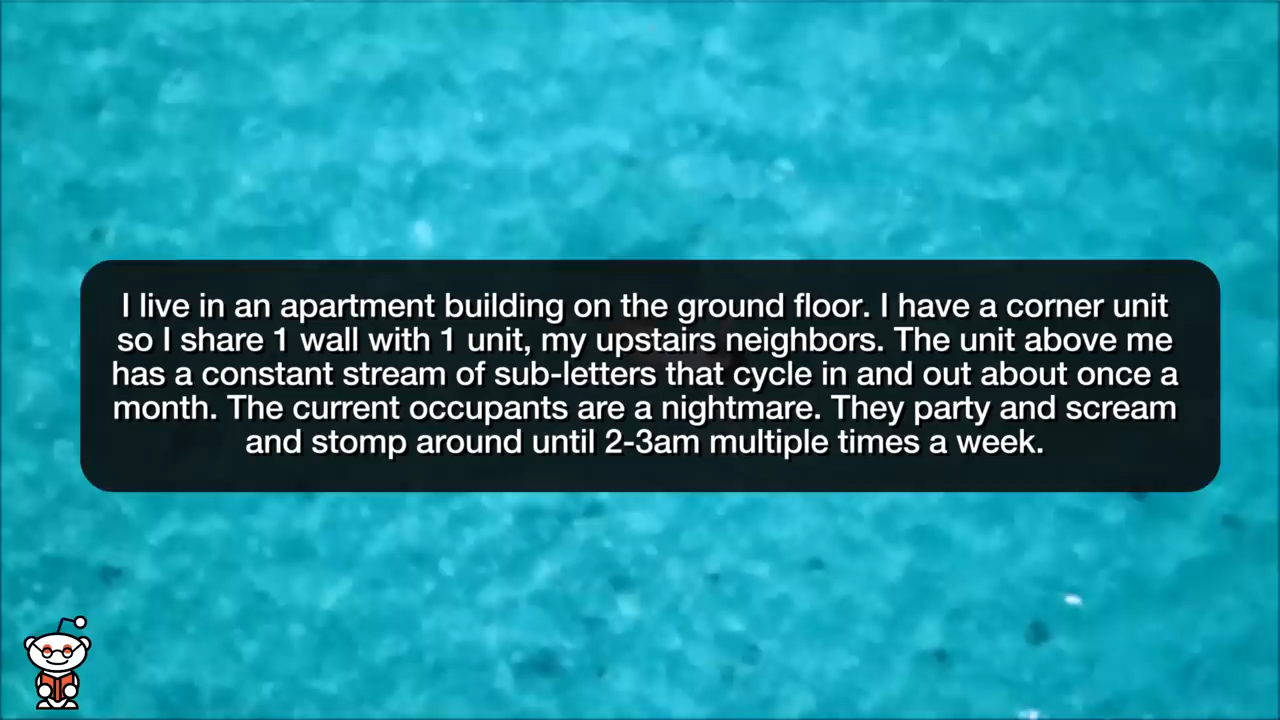 I live in an apartment building on the ground floor. I have a corner unit
so I share 1 wall with 1 unit, my upstairs neighbors. The unit above me
has a constant stream of sub-letters that cycle in and out about once a
month. The current occupants are a nightmare. They party and scream
and stomp around until 2-3am multiple times a week.